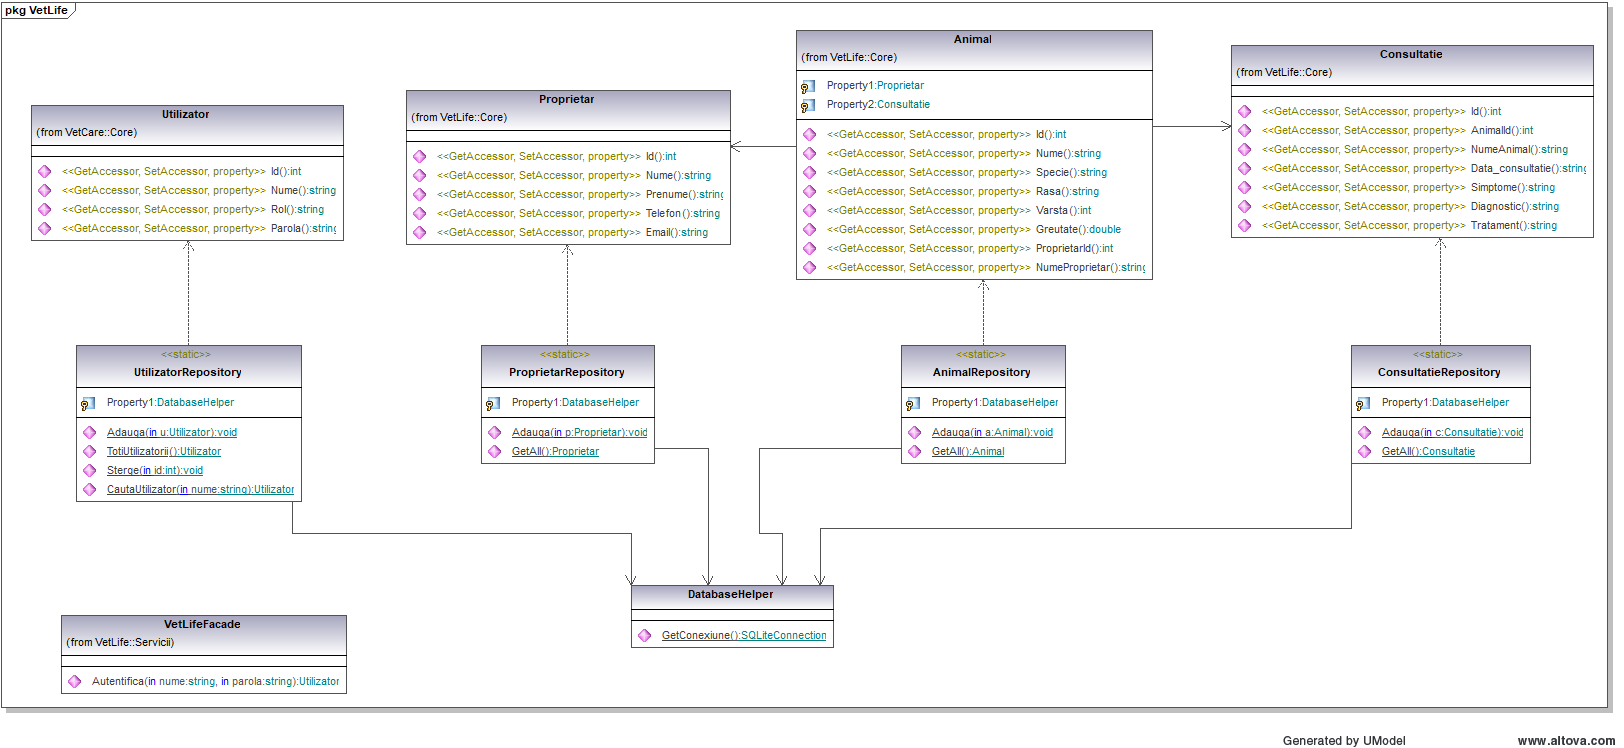 pkg VetLife
Utilizator
(from VetCare::Core)
<<GetAccessor, SetAccessor, property>> Id():int
<<GetAccessor, SetAccessor, property>> Nume():string
<<GetAccessor, SetAccessor, property>> Rol():string
<<GetAccessor, SetAccessor, property>> Parola():string
Proprietar
(from VetLife::Core)
<<GetAccessor, SetAccessor, property>> Id():int
<<GetAccessor, SetAccessor, property>> Nume():string
<<GetAccessor, SetAccessor, property>> Prenume():string
<<GetAccessor, SetAccessor, property>> Telefon():string
<<GetAccessor, SetAccessor, property>> Email():string
Animal
(from VetLife::Core)
Property1:Proprietar
Property2:Consultatie
<<GetAccessor, SetAccessor, property>> Id():int
<<GetAccessor, SetAccessor, property>> Nume():string
<<GetAccessor, SetAccessor, property>> Specie():string
<<GetAccessor, SetAccessor, property>> Rasa():string
<<GetAccessor, SetAccessor, property>> Varsta():int
<<GetAccessor, SetAccessor, property>> Greutate():double
<<GetAccessor, SetAccessor, property>> ProprietarId():int
<<GetAccessor, SetAccessor, property>> NumeProprietar():string
Consultatie
(from VetLife::Core)
<<GetAccessor, SetAccessor, property>> Id():int
<<GetAccessor, SetAccessor, property>> AnimalId():int
<<GetAccessor, SetAccessor, property>> NumeAnimal():string
<<GetAccessor, SetAccessor, property>> Data_consultatie():string
<<GetAccessor, SetAccessor, property>> Simptome():string
<<GetAccessor, SetAccessor, property>> Diagnostic():string
<<GetAccessor, SetAccessor, property>> Tratament():string
<<static>>
UtilizatorRepository
Property1:DatabaseHelper
Adauga(in u:Utilizator):void
TotiUtilizatorii():Utilizator
Sterge(in id:int):void
CautaUtilizator(in nume:string):Utilizator
<<static>>
ProprietarRepository
Property1:DatabaseHelper
Adauga(in p:Proprietar):void
GetAll():Proprietar
<<static>>
AnimalRepository
Property1:DatabaseHelper
Adauga(in a:Animal):void
GetAll():Animal
<<static>>
ConsultatieRepository
Property1:DatabaseHelper
Adauga(in c:Consultatie):void
GetAll():Consultatie
DatabaseHelper
GetConexiune():SQLiteConnection
VetLifeFacade
(from VetLife::Servicii)
Autentifica(in nume:string, in parola:string):Utilizator
Generated by UModel
www.altova.com